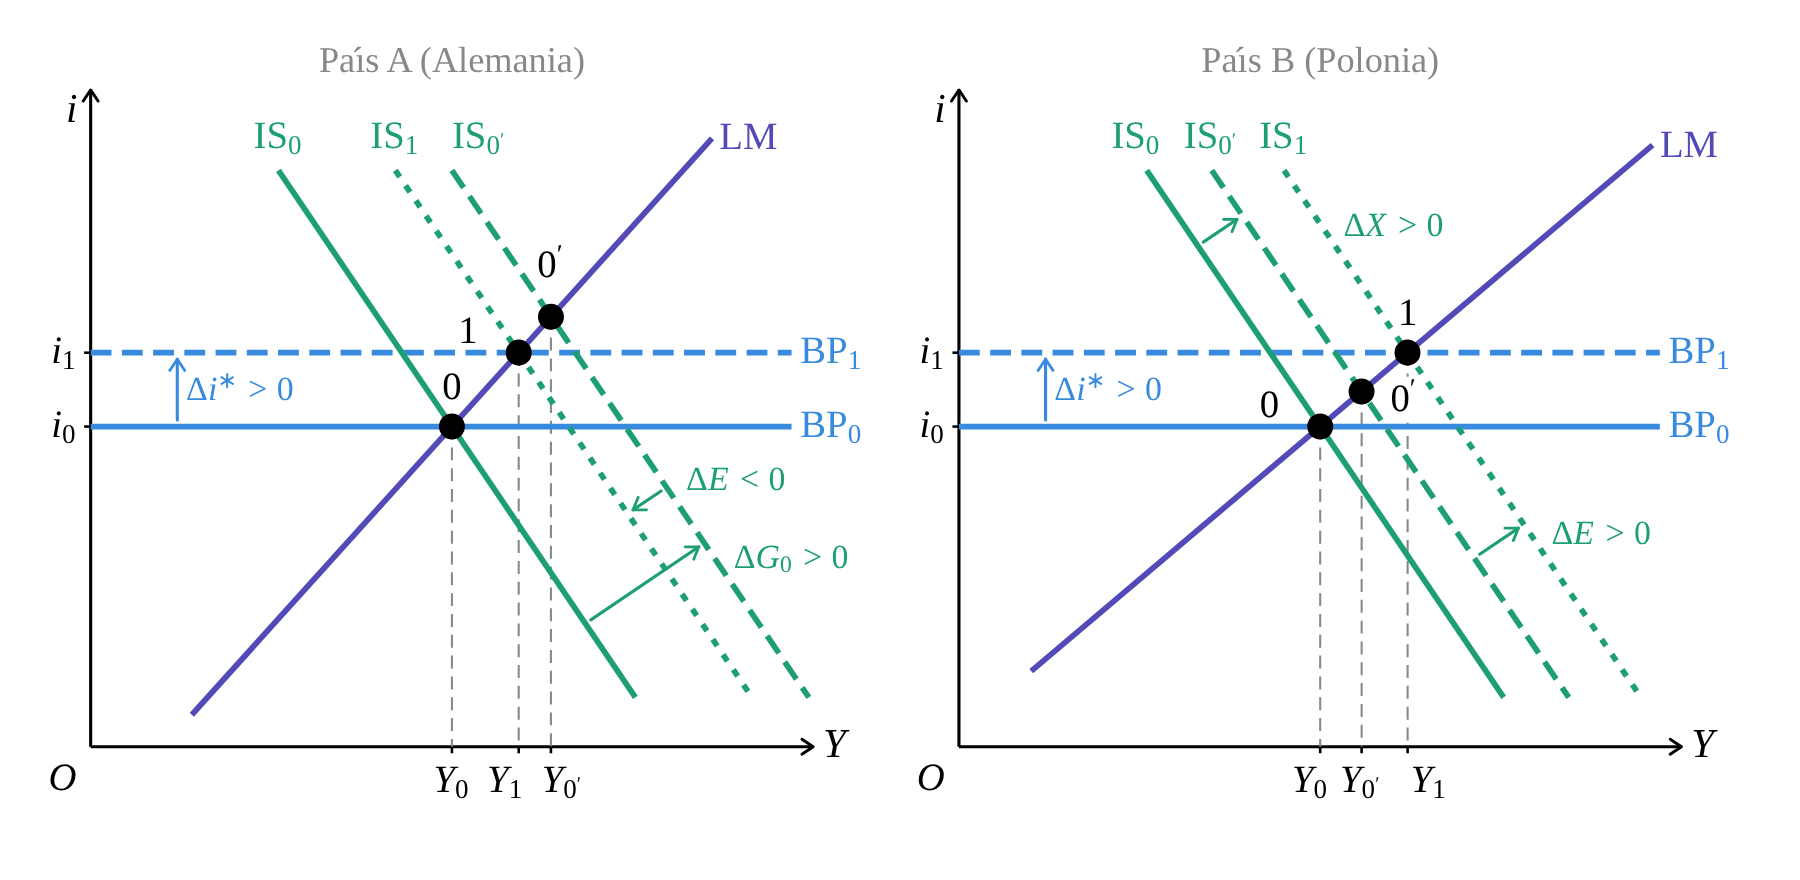 País A (Alemania)
i
IS₀ IS₁ IS₀′
LM
0′
1
i₁
BP₁
Δi* > 0
0
i₀
BP₀
ΔE < 0
ΔG₀ > 0
Y
O
Y₀ Y₁ Y₀′
País B (Polonia)
i
IS₀ IS₀′ IS₁
LM
ΔX > 0
1
i₁
BP₁
Δi* > 0
0
0′
i₀
BP₀
ΔE > 0
Y
O
Y₀ Y₀′ Y₁